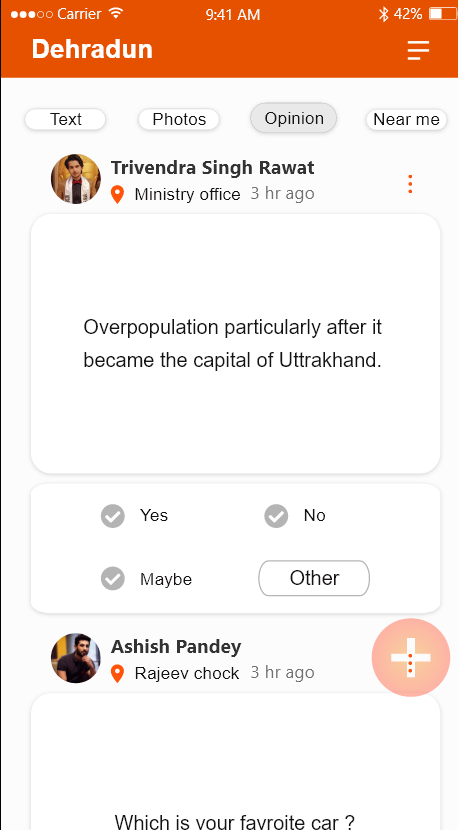 Carrier 9:41 AM 42%
Dehradun
Text Photos Opinion Near me
Trivendra Singh Rawat
Ministry office 3 hr ago
Overpopulation particularly after it
became the capital of Uttrakhand.
Yes No
Maybe Other
Ashish Pandey
Rajeev chock 3 hr ago
Which is your favroite car ?